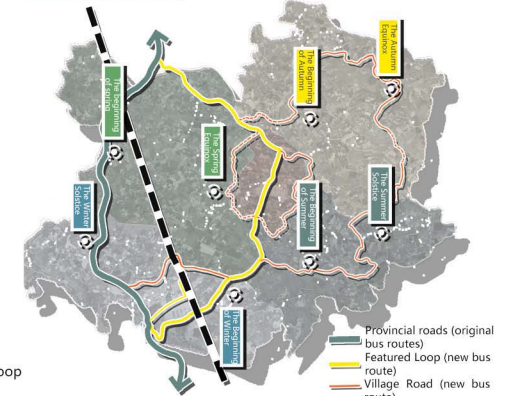 The Autumn
Equinox
The Beginning
of Autumn
The beginning
of spring
The Spring
Equinox
The Winter
Solstice
The Beginning
of Summer
The Summer
Solstice
The Beginning
of Winter
Provincial roads (original
bus routes)
Featured Loop (new bus
route)
Village Road (new bus
route)
oop